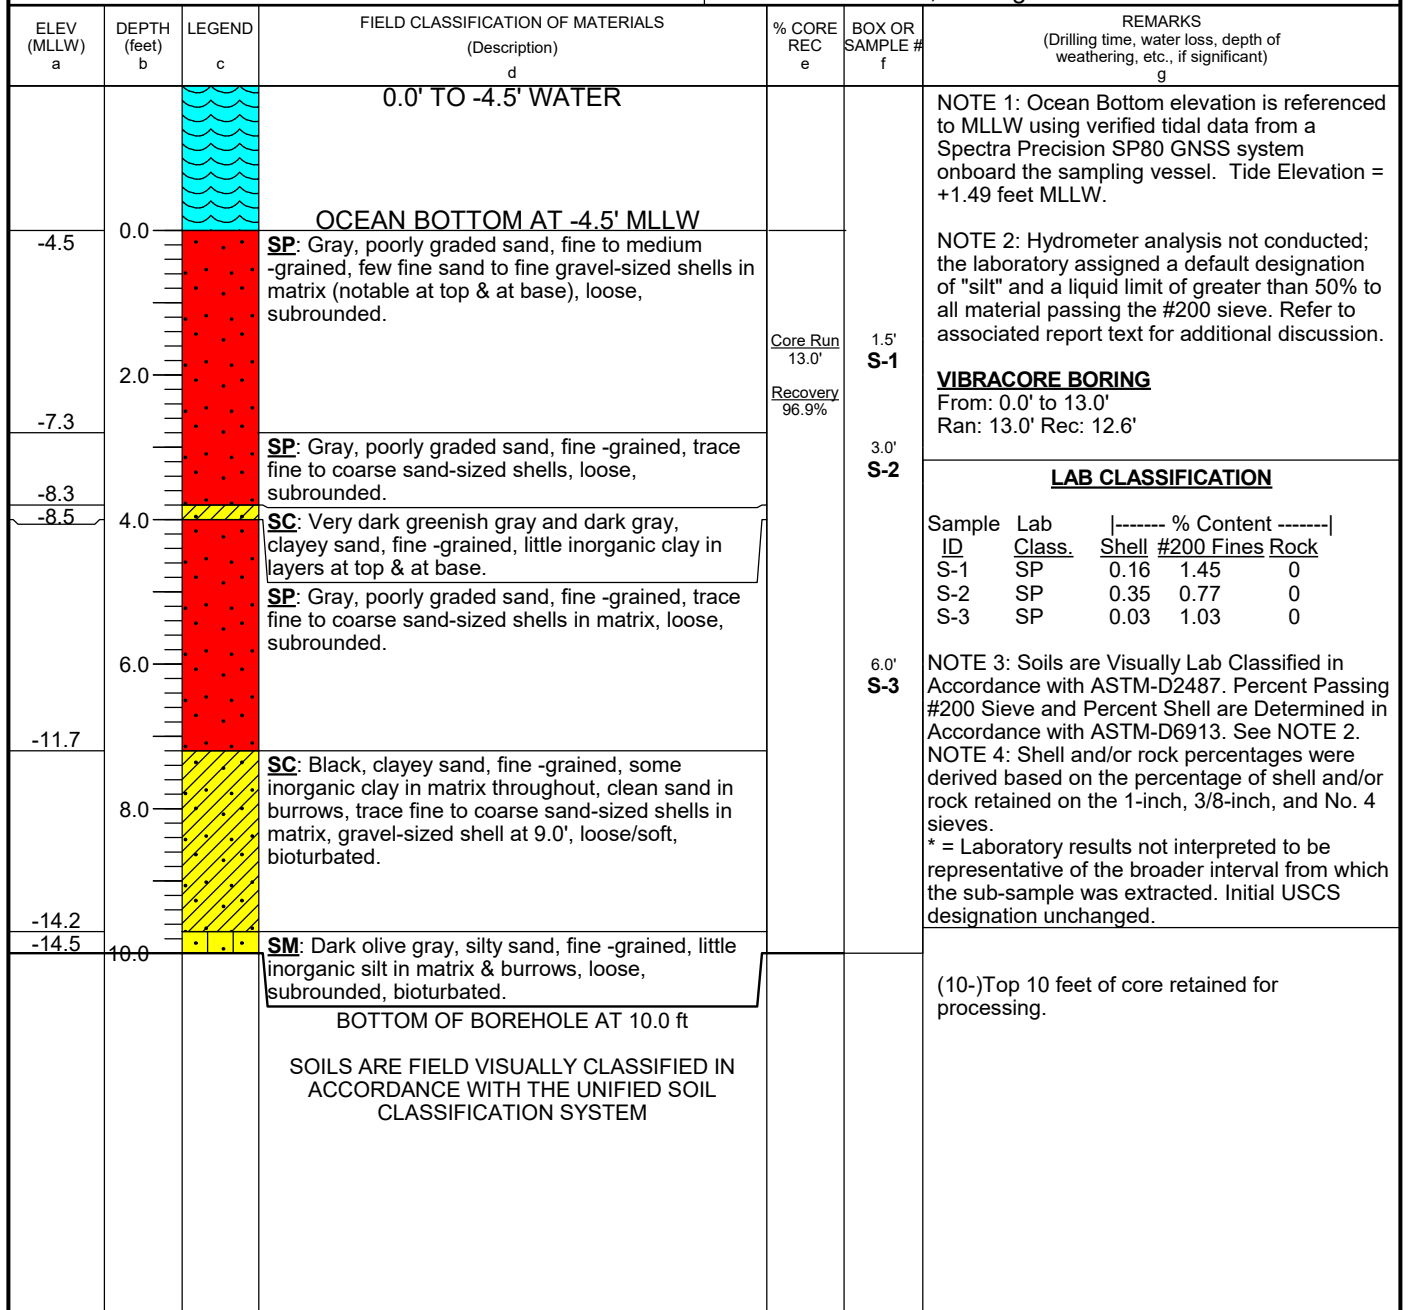 ELEV (MLLW) a
DEPTH (feet) b
LEGEND c
FIELD CLASSIFICATION OF MATERIALS
(Description)
d
% CORE REC e
BOX OR SAMPLE # f
REMARKS
(Drilling time, water loss, depth of
weathering, etc., if significant)
g
0.0' TO -4.5' WATER
OCEAN BOTTOM AT -4.5' MLLW
-4.5
0.0
SP: Gray, poorly graded sand, fine to medium
-grained, few fine sand to fine gravel-sized shells in
matrix (notable at top & at base), loose,
subrounded.
2.0
-7.3
SP: Gray, poorly graded sand, fine -grained, trace
fine to coarse sand-sized shells, loose,
subrounded.
-8.3
-8.5
4.0
SC: Very dark greenish gray and dark gray,
clayey sand, fine -grained, little inorganic clay in
layers at top & at base.
SP: Gray, poorly graded sand, fine -grained, trace
fine to coarse sand-sized shells in matrix, loose,
subrounded.
6.0
-11.7
SC: Black, clayey sand, fine -grained, some
inorganic clay in matrix throughout, clean sand in
burrows, trace fine to coarse sand-sized shells in
matrix, gravel-sized shell at 9.0', loose/soft,
bioturbated.
8.0
-14.2
-14.5
10.0
SM: Dark olive gray, silty sand, fine -grained, little
inorganic silt in matrix & burrows, loose,
subrounded, bioturbated.
BOTTOM OF BOREHOLE AT 10.0 ft
SOILS ARE FIELD VISUALLY CLASSIFIED IN
ACCORDANCE WITH THE UNIFIED SOIL
CLASSIFICATION SYSTEM
Core Run
13.0'
Recovery
96.9%
1.5'
S-1
3.0'
S-2
6.0'
S-3
NOTE 1: Ocean Bottom elevation is referenced
to MLLW using verified tidal data from a
Spectra Precision SP80 GNSS system
onboard the sampling vessel. Tide Elevation =
+1.49 feet MLLW.
NOTE 2: Hydrometer analysis not conducted;
the laboratory assigned a default designation
of "silt" and a liquid limit of greater than 50% to
all material passing the #200 sieve. Refer to
associated report text for additional discussion.
VIBRACORE BORING
From: 0.0' to 13.0'
Ran: 13.0' Rec: 12.6'
LAB CLASSIFICATION
Sample Lab |------- % Content -------|
ID Class. Shell #200 Fines Rock
S-1 SP 0.16 1.45 0
S-2 SP 0.35 0.77 0
S-3 SP 0.03 1.03 0
NOTE 3: Soils are Visually Lab Classified in
Accordance with ASTM-D2487. Percent Passing
#200 Sieve and Percent Shell are Determined in
Accordance with ASTM-D6913. See NOTE 2.
NOTE 4: Shell and/or rock percentages were
derived based on the percentage of shell and/or
rock retained on the 1-inch, 3/8-inch, and No. 4
sieves.
* = Laboratory results not interpreted to be
representative of the broader interval from which
the sub-sample was extracted. Initial USCS
designation unchanged.
(10-)Top 10 feet of core retained for
processing.